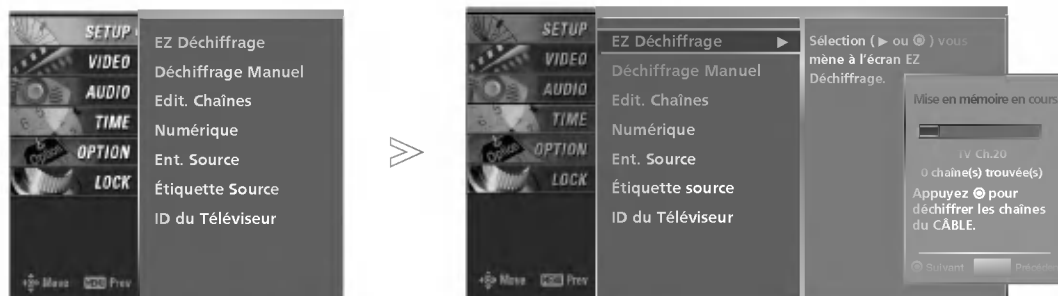 SETUP
VIDEO
AUDIO
TIME
OPTION
LOCK
Move MENU Prev
EZ Déchiffrage
Déchiffrage Manuel
Edit. Chaînes
Numérique
Ent. Source
Étiquette Source
ID du Téléviseur
SETUP
VIDEO
AUDIO
TIME
OPTION
LOCK
Move MENU Prev
EZ Déchiffrage ▶
Déchiffrage Manuel
Edit. Chaînes
Numérique
Ent. Source
Étiquette source
ID du Téléviseur
Sélection ( ▶ ou ◉ ) vous
mène à l'écran EZ
Déchiffrage.
Mise en mémoire en cours
TV Ch.20
0 chaîne(s) trouvée(s)
Appuyez ◉ pour
déchiffrer les chaînes
du CÂBLE.
Suivant